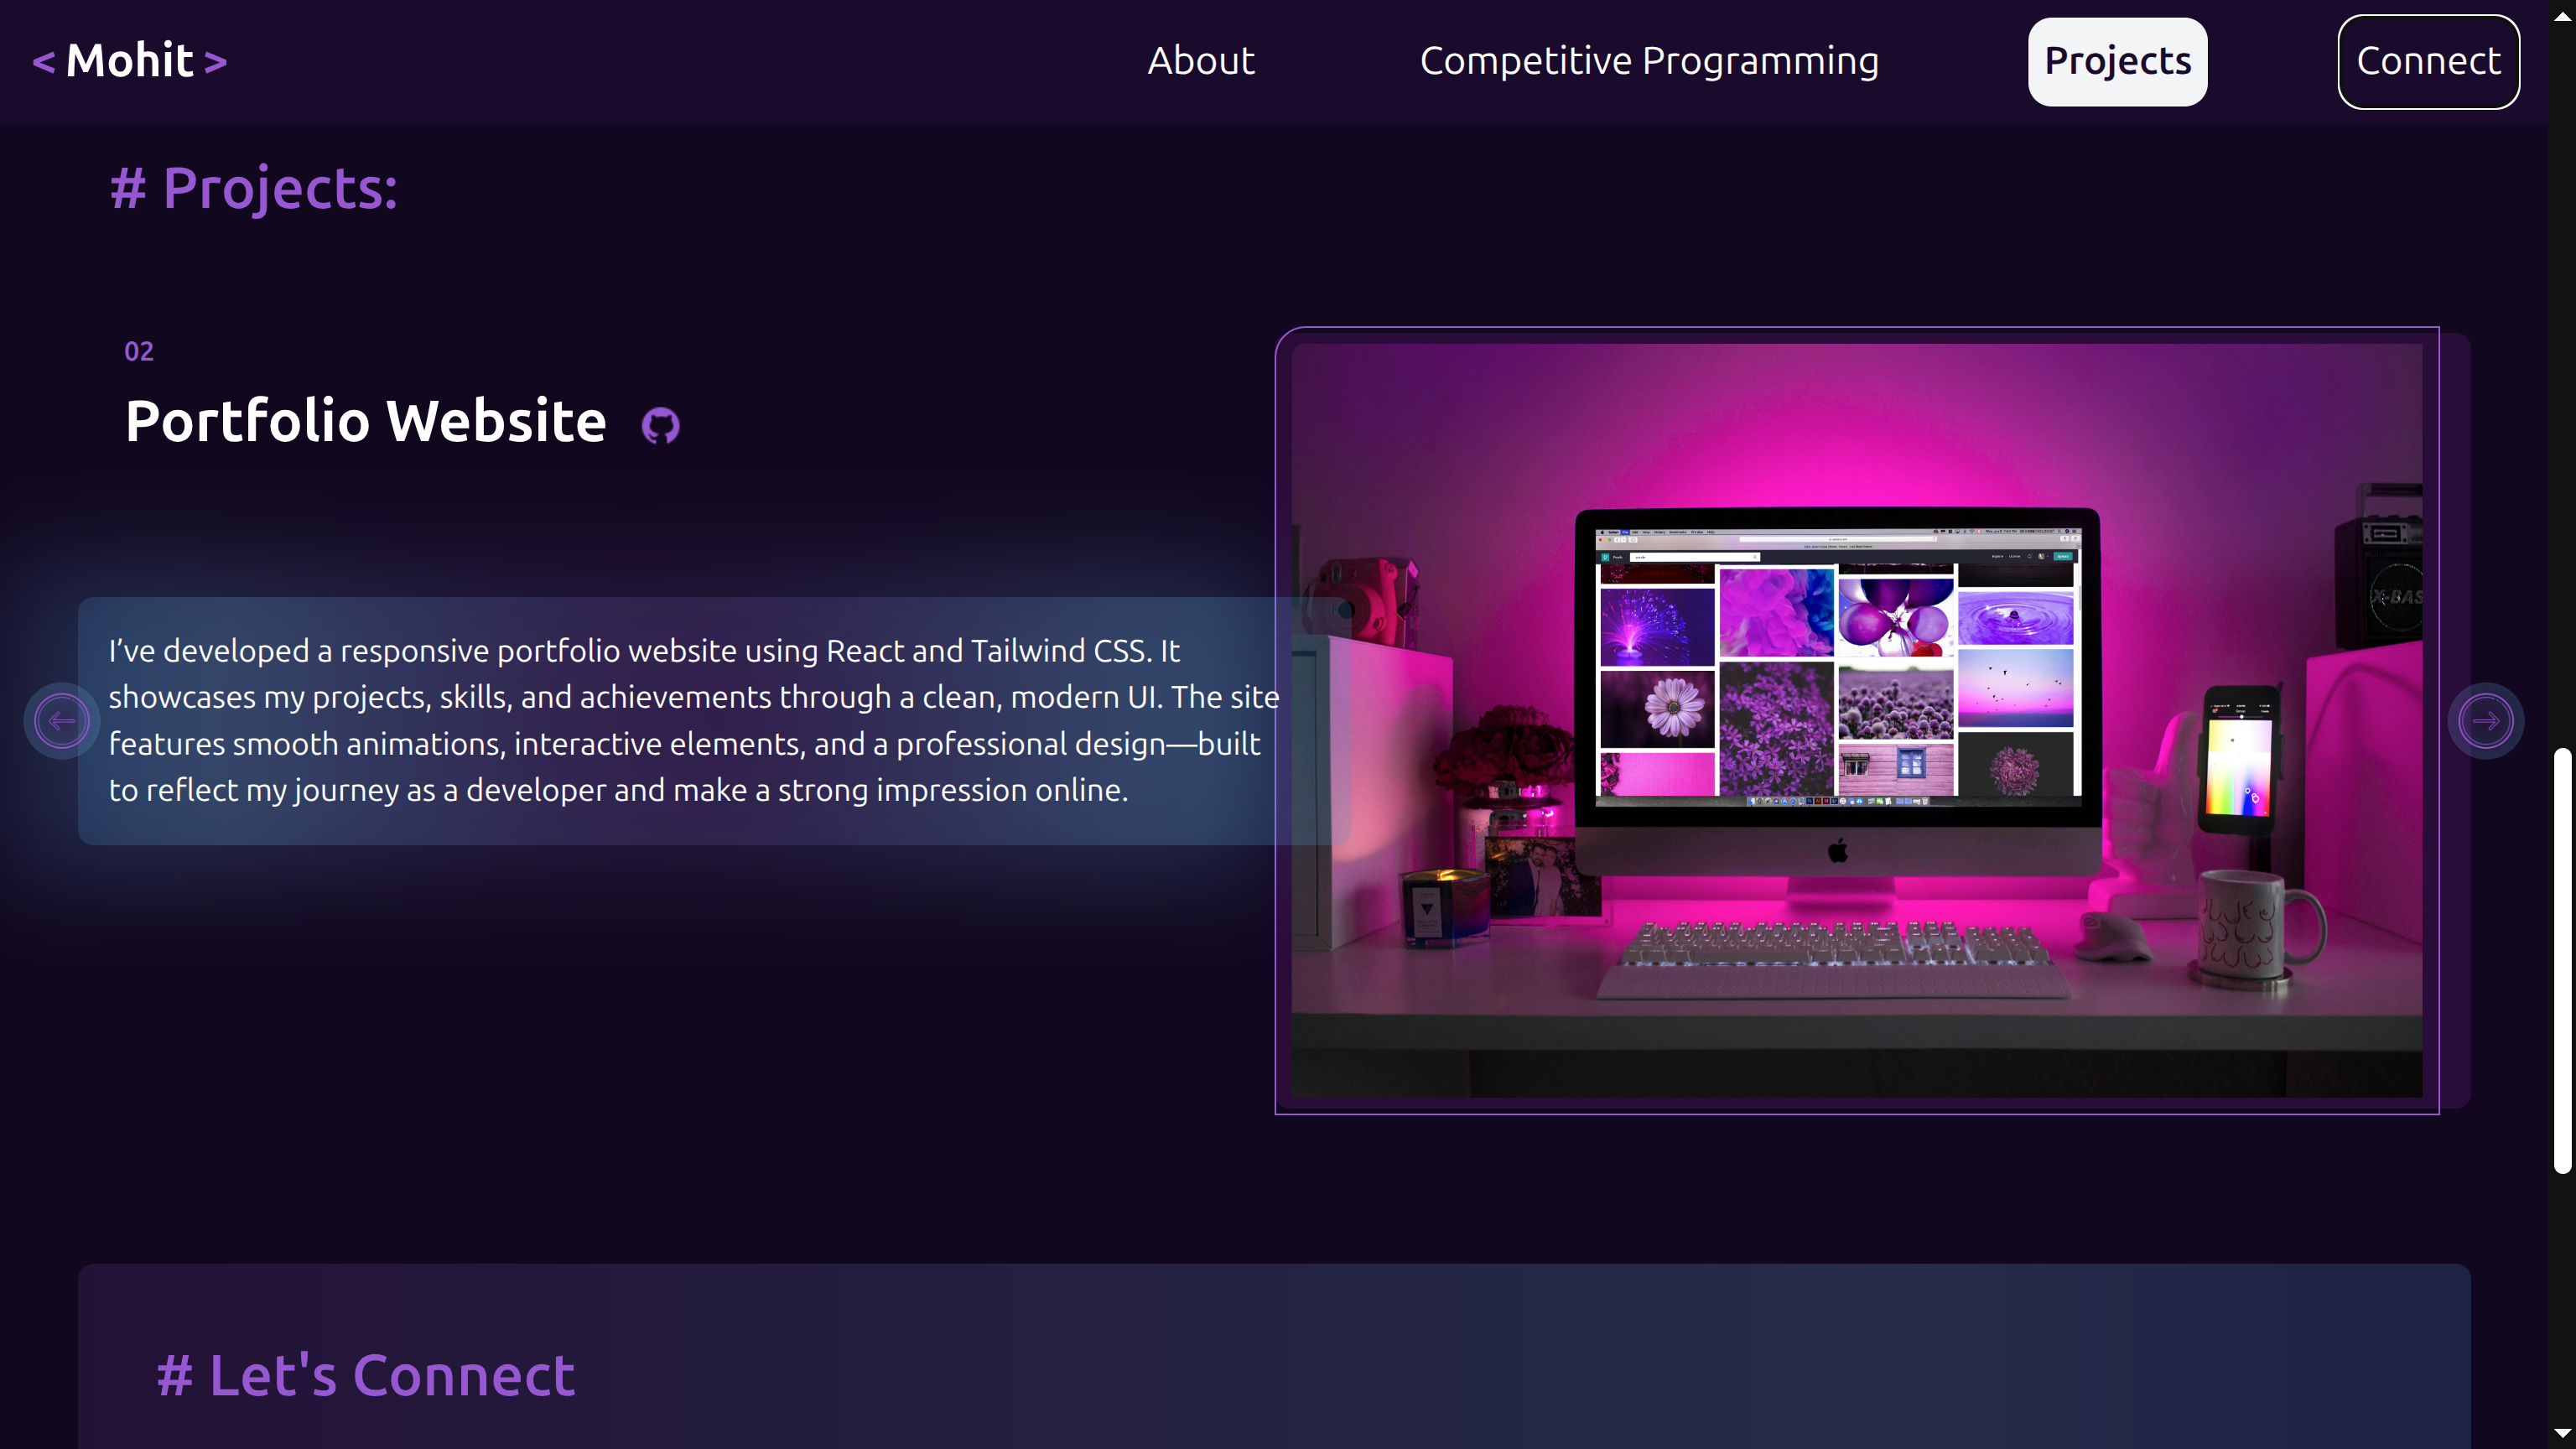 < Mohit >
About
Competitive Programming
Projects
Connect
# Projects:
02
Portfolio Website
I’ve developed a responsive portfolio website using React and Tailwind CSS. It
showcases my projects, skills, and achievements through a clean, modern UI. The site
features smooth animations, interactive elements, and a professional design—built
to reflect my journey as a developer and make a strong impression online.
X-BAS
# Let's Connect